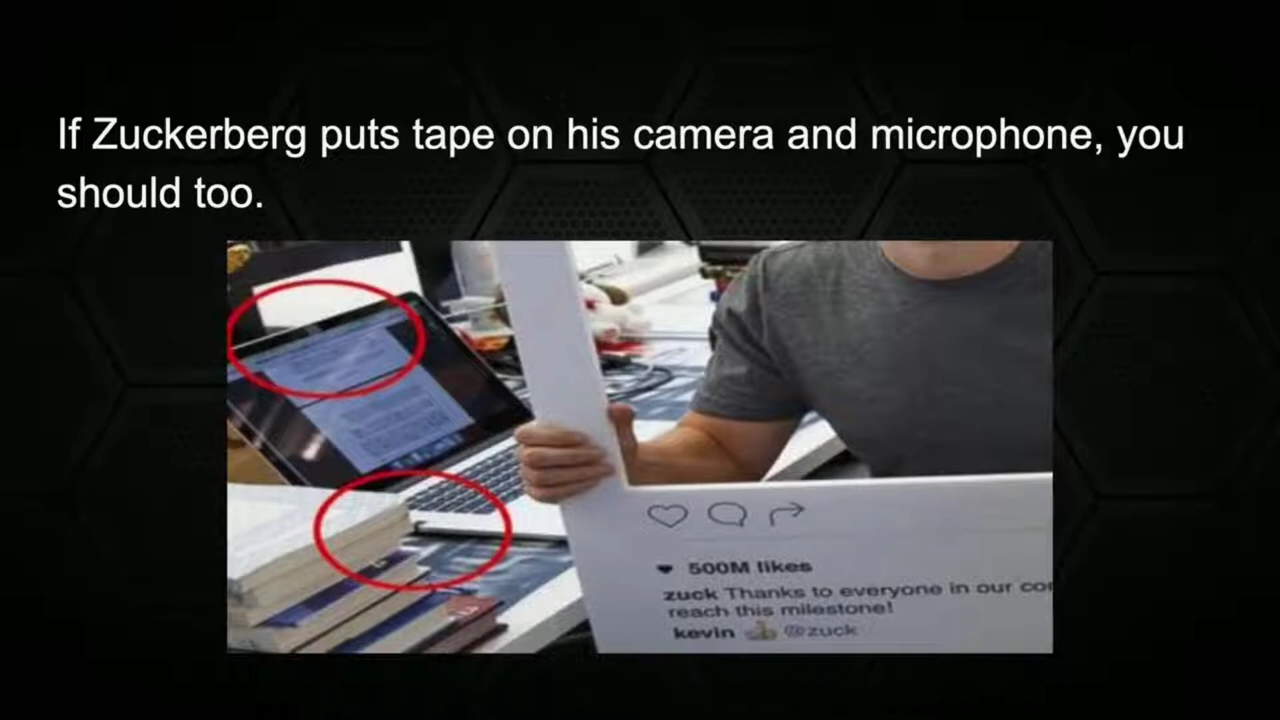 If Zuckerberg puts tape on his camera and microphone, you
should too.
500M likes
zuck Thanks to everyone in our
reach this milestone!
kevin 👍 @zuck